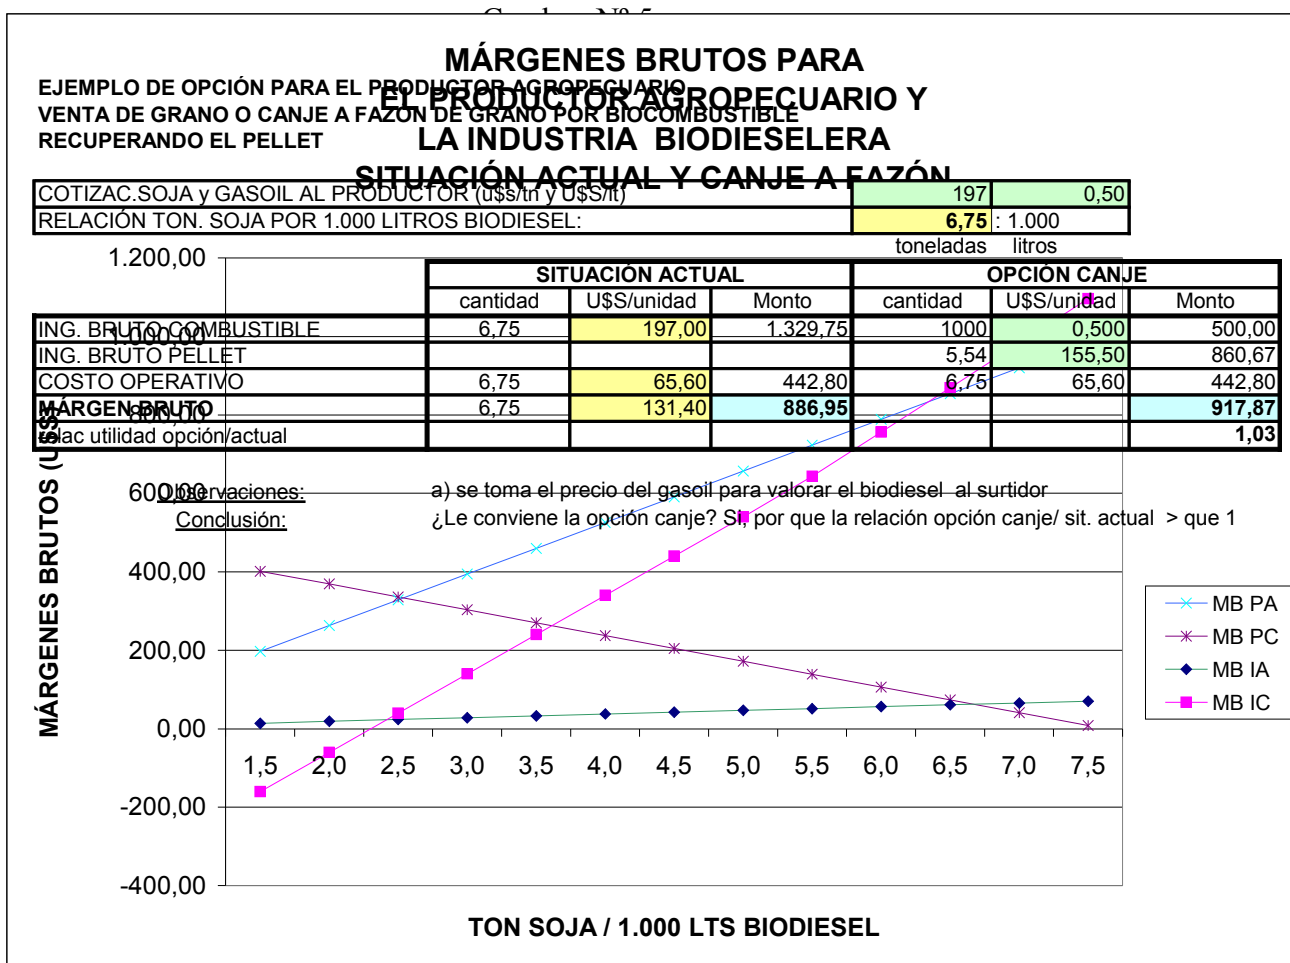 MÁRGENES BRUTOS PARA
EL PRODUCTOR AGROPECUARIO Y
LA INDUSTRIA BIODIESELERA
SITUACIÓN ACTUAL Y CANJE A FAZÓN
EJEMPLO DE OPCIÓN PARA EL PRODUCTOR AGROPECUARIO
VENTA DE GRANO O CANJE A FAZON DE GRANO POR BIOCOMBUSTIBLE
RECUPERANDO EL PELLET
COTIZAC.SOJA y GASOIL AL PRODUCTOR (u$s/tn y U$S/lt) 197 0,50
RELACIÓN TON. SOJA POR 1.000 LITROS BIODIESEL: 6,75 : 1.000
toneladas litros
SITUACIÓN ACTUAL OPCIÓN CANJE
cantidad U$S/unidad Monto cantidad U$S/unidad Monto
ING. BRUTO COMBUSTIBLE 6,75 197,00 1.329,75 1000 0,500 500,00
ING. BRUTO PELLET 5,54 155,50 860,67
COSTO OPERATIVO 6,75 65,60 442,80 6,75 65,60 442,80
MÁRGEN BRUTO 6,75 131,40 886,95 917,87
utilidad opción/actual 1,03
Observaciones: a) se toma el precio del gasoil para valorar el biodiesel al surtidor
Conclusión: ¿Le conviene la opción canje? SI, por que la relación opción canje/ sit. actual > que 1
1.200,00
1.000,00
800,00
600,00
400,00
200,00
0,00
-200,00
-400,00
MÁRGENES BRUTOS (U$S)
1,5 2,0 2,5 3,0 3,5 4,0 4,5 5,0 5,5 6,0 6,5 7,0 7,5
TON SOJA / 1.000 LTS BIODIESEL
MB PA
MB PC
MB IA
MB IC